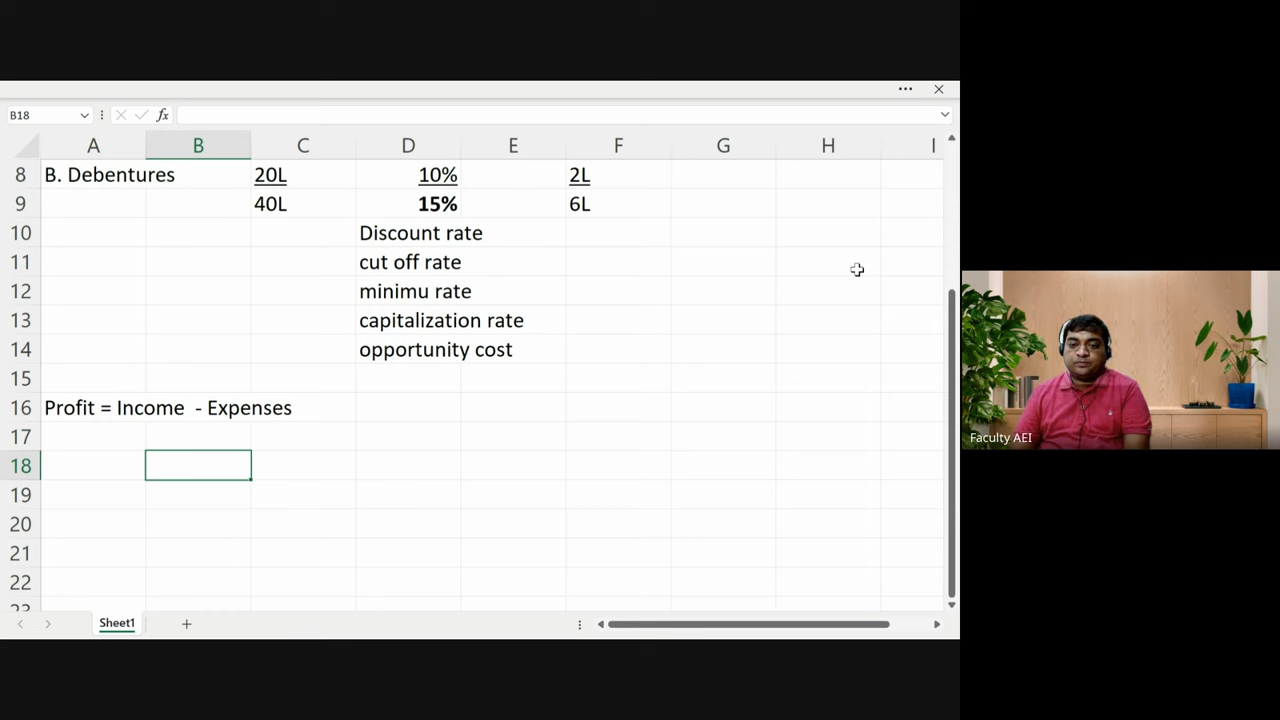 B18 fx
A B C D E F G H I
8 B. Debentures 20L 10% 2L
9 40L 15% 6L
10 Discount rate
11 cut off rate
12 minimu rate
13 capitalization rate
14 opportunity cost
15
16 Profit = Income - Expenses
17
18
19
20
21
22
23
Sheet1
Faculty AEI